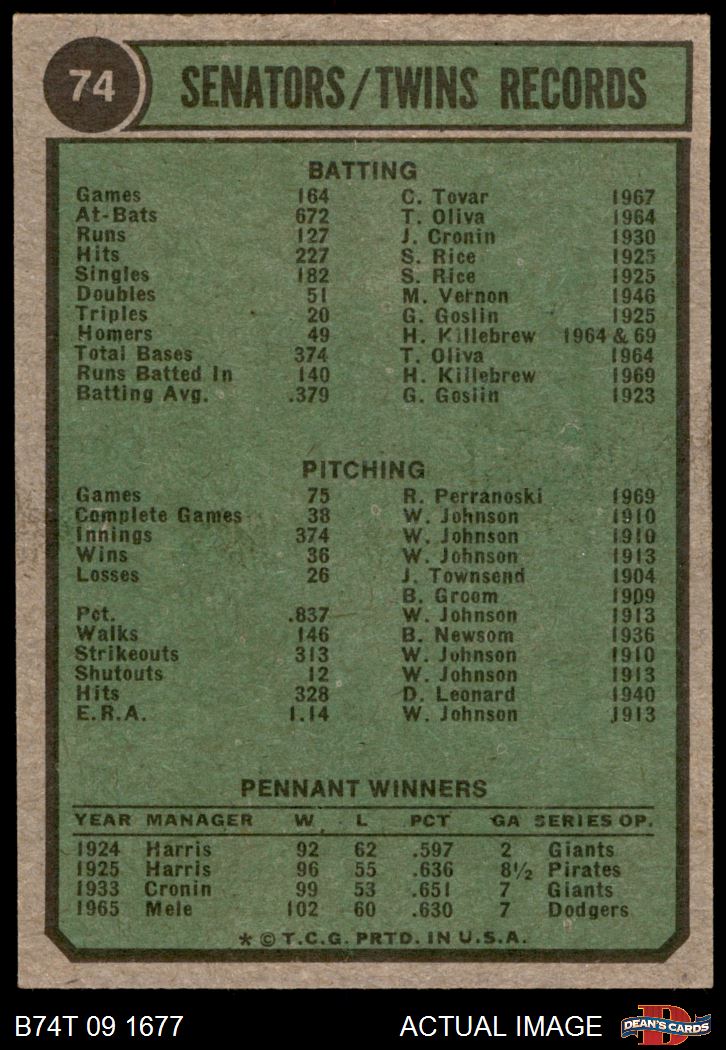 74 SENATORS/TWINS RECORDS
BATTING
Games 164 C. Tovar 1967
At-Bats 672 T. Oliva 1964
Runs 127 J. Cronin 1930
Hits 227 S. Rice 1925
Singles 182 S. Rice 1925
Doubles 51 M. Vernon 1946
Triples 20 G. Goslin 1925
Homers 49 H. Killebrew 1964 & 69
Total Bases 374 T. Oliva 1964
Runs Batted In 140 H. Killebrew 1969
Batting Avg. .379 G. Goslin 1923
PITCHING
Games 75 R. Perranoski 1969
Complete Games 38 W. Johnson 1910
Innings 374 W. Johnson 1910
Wins 36 W. Johnson 1913
Losses 26 J. Townsend 1904
B. Groom 1909
Pct. .837 W. Johnson 1913
Walks 146 B. Newsom 1936
Strikeouts 313 W. Johnson 1910
Shutouts 12 W. Johnson 1913
Hits 328 D. Leonard 1940
E.R.A. 1.14 W. Johnson 1913
PENNANT WINNERS
YEAR MANAGER W L PCT GA SERIES OP.
1924 Harris 92 62 .597 2 Giants
1925 Harris 96 55 .636 8½ Pirates
1933 Cronin 99 53 .651 7 Giants
1965 Mele 102 60 .630 7 Dodgers
* © T.C.G. PRTD. IN U.S.A.
B74T 09 1677 ACTUAL IMAGE D DEAN'S CARDS